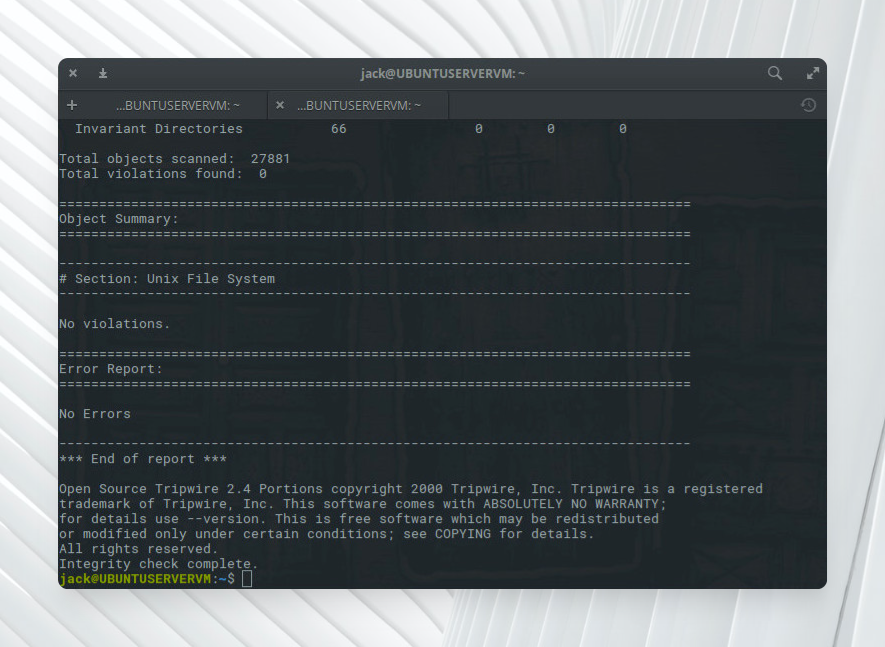 jack@UBUNTUSERVERVM: ~
...BUNTUSERVERVM: ~
...BUNTUSERVERVM: ~
Invariant Directories 66 0 0 0
Total objects scanned: 27881
Total violations found: 0
===============================================================================
Object Summary:
===============================================================================
-------------------------------------------------------------------------------
# Section: Unix File System
-------------------------------------------------------------------------------
No violations.
===============================================================================
Error Report:
===============================================================================
No Errors
-------------------------------------------------------------------------------
*** End of report ***
Open Source Tripwire 2.4 Portions copyright 2000 Tripwire, Inc. Tripwire is a registered
trademark of Tripwire, Inc. This software comes with ABSOLUTELY NO WARRANTY;
for details use --version. This is free software which may be redistributed
or modified only under certain conditions; see COPYING for details.
All rights reserved.
Integrity check complete.
jack@UBUNTUSERVERVM:~$